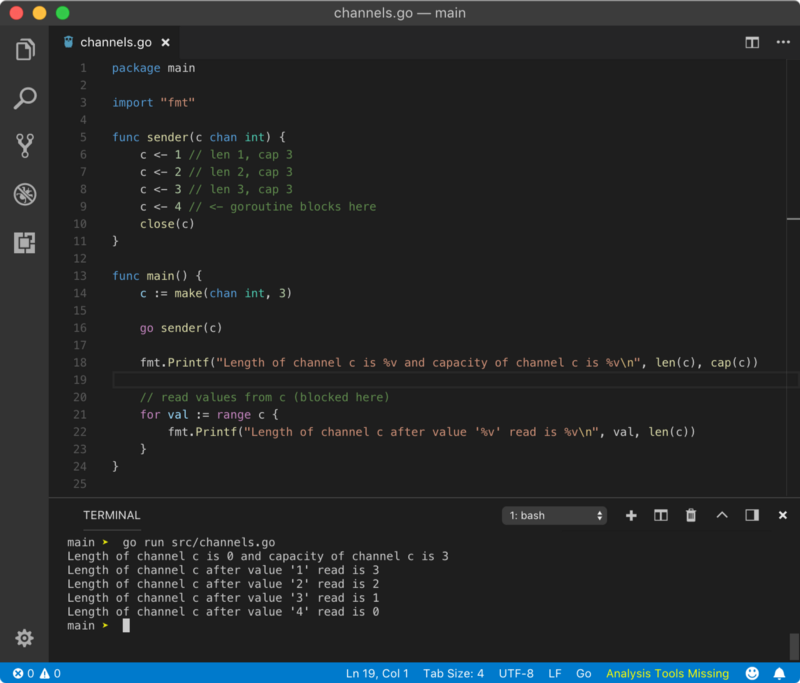 channels.go — main
channels.go ×
1 package main
2
3 import "fmt"
4
5 func sender(c chan int) {
6     c <- 1 // len 1, cap 3
7     c <- 2 // len 2, cap 3
8     c <- 3 // len 3, cap 3
9     c <- 4 // <- goroutine blocks here
10     close(c)
11 }
12
13 func main() {
14     c := make(chan int, 3)
15
16     go sender(c)
17
18     fmt.Printf("Length of channel c is %v and capacity of channel c is %v\n", len(c), cap(c))
19
20     // read values from c (blocked here)
21     for val := range c {
22         fmt.Printf("Length of channel c after value '%v' read is %v\n", val, len(c))
23     }
24 }
25
TERMINAL 1: bash
main ➤ go run src/channels.go
Length of channel c is 0 and capacity of channel c is 3
Length of channel c after value '1' read is 3
Length of channel c after value '2' read is 2
Length of channel c after value '3' read is 1
Length of channel c after value '4' read is 0
main ➤
0 0 Ln 19, Col 1 Tab Size: 4 UTF-8 LF Go Analysis Tools Missing